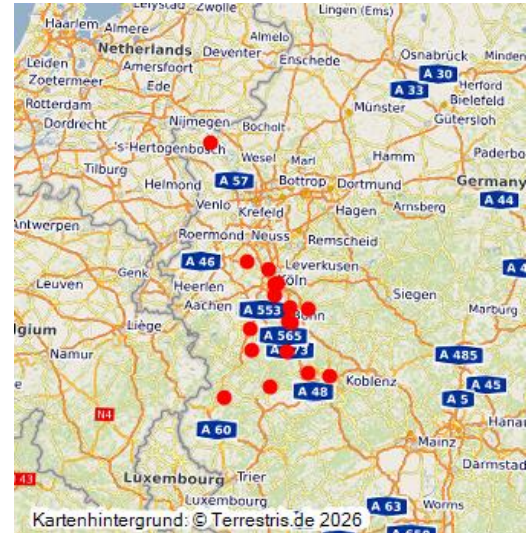 Haarlem Almere Zwolle Lingen (Ems)
Netherlands Almelo
Leiden Deventer Osnabrück Minden
Amersfoort Enschede A 30
Zoetermeer Ede A 33 Herford
Rotterdam Bielefeld
Dordrecht Nijmegen Bocholt Münster Gütersloh
's-Hertogenbosch
Wesel Marl Hamm Paderbo
Tilburg Helmond A 57 Bottrop Dortmund Germany
Venlo Krefeld Hagen Arnsberg A 44
Antwerpen Roermond Neuss Remscheid
A 46 Leverkusen
Genk Heerlen Köln
Leuven Aachen A 553 Siegen Marburg
Liège Bonn
lgium A 565
Namur A 485
Koblenz A 45
N4 A 48 A 5
A 60 Hanau
Mainz
43 Luxembourg Trier Darmstad
Luxembourg A 63 Worms
Kartenhintergrund: © Terrestris.de 2026